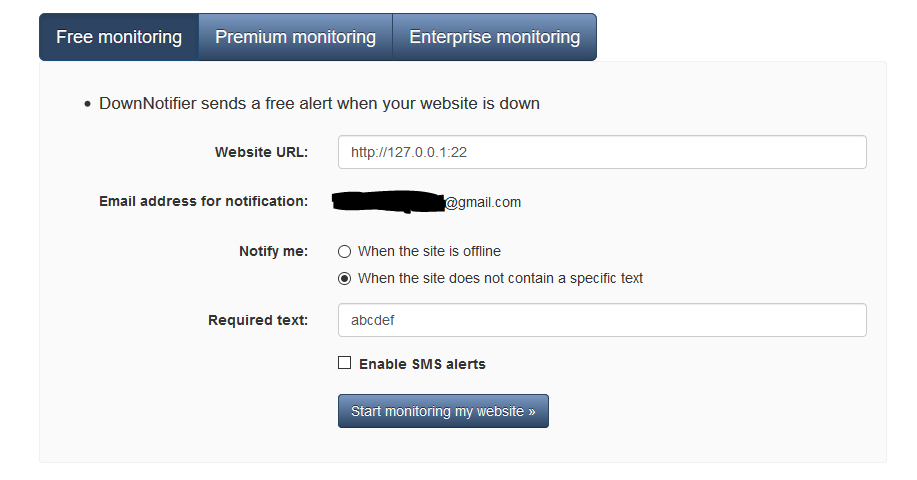 Free monitoring Premium monitoring Enterprise monitoring
• DownNotifier sends a free alert when your website is down
Website URL: http://127.0.0.1:22
Email address for notification: @gmail.com
Notify me: When the site is offline
When the site does not contain a specific text
Required text: abcdef
Enable SMS alerts
Start monitoring my website »